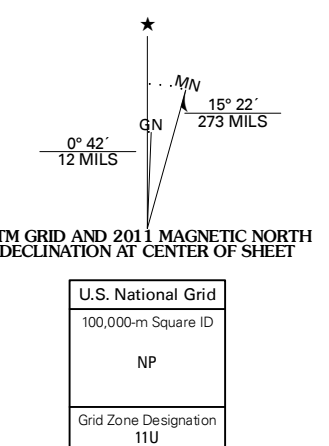 ★
MN
15° 22´
273 MILS
GN
0° 42´
12 MILS
TM GRID AND 2011 MAGNETIC NORTH
DECLINATION AT CENTER OF SHEET
U.S. National Grid
100,000-m Square ID
NP
Grid Zone Designation
11U